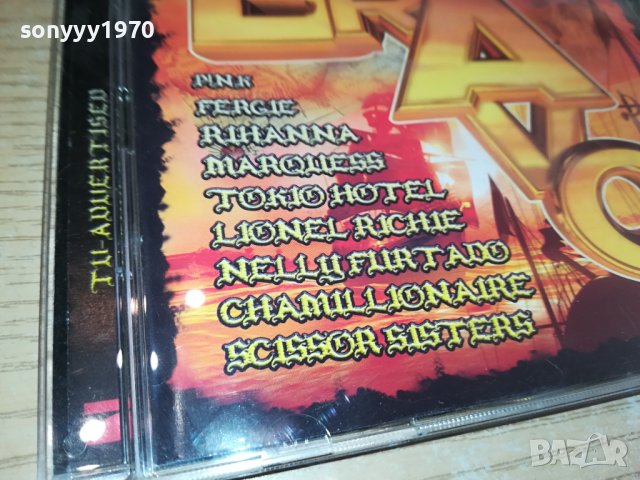 sonyyy1970
P!NK
FERGIE
RIHANNA
MARQUESS
TOKIO HOTEL
LIONEL RICHIE
NELLY FURTADO
CHAMILLIONAIRE
SCISSOR SISTERS
TV-ADVERTISED
BAZAR